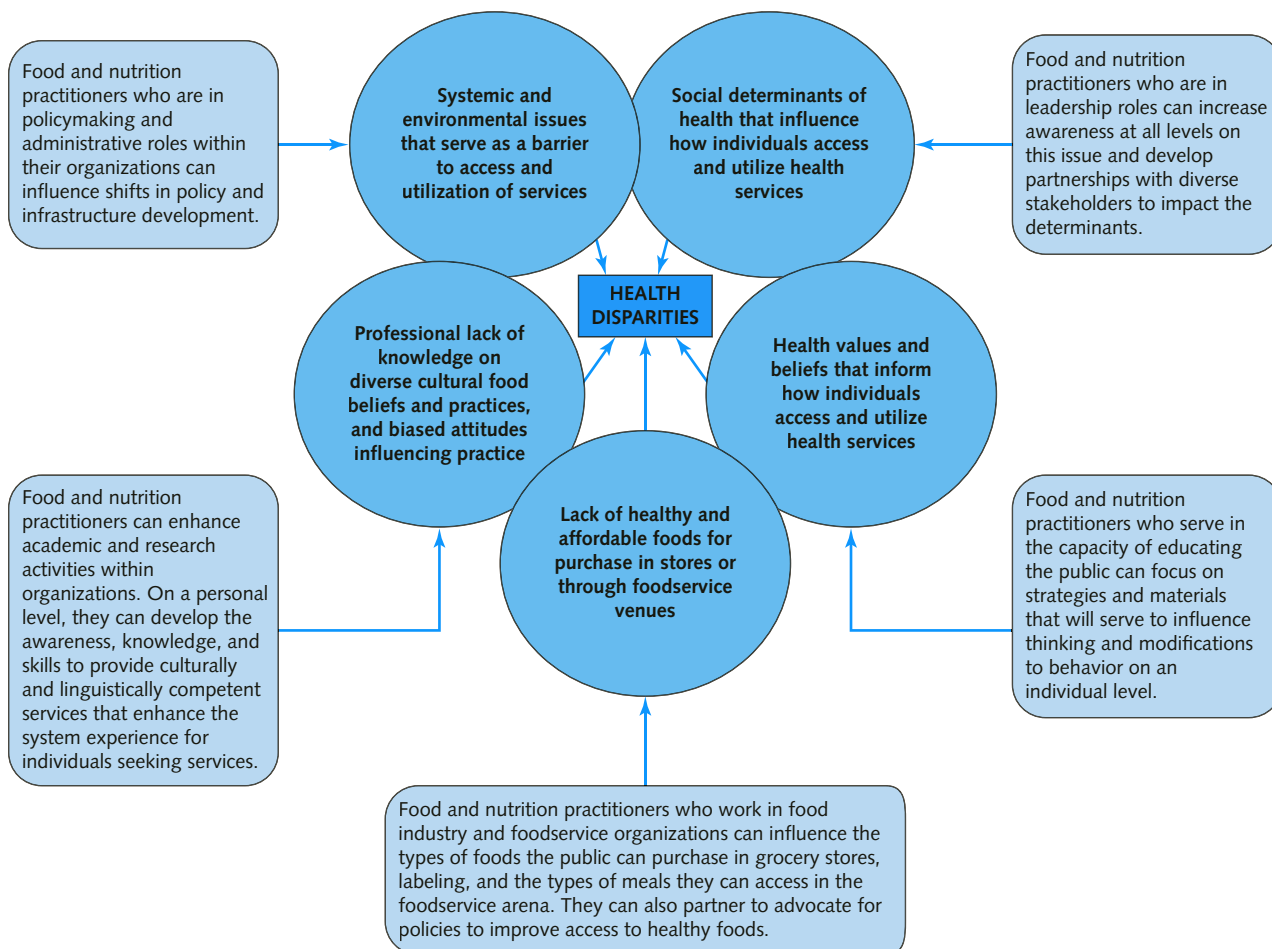 Food and nutrition
practitioners who are in
policymaking and
administrative roles within
their organizations can
influence shifts in policy and
infrastructure development.
Systemic and
environmental issues
that serve as a barrier
to access and
utilization of services
Social determinants of
health that influence
how individuals access
and utilize health
services
Food and nutrition
practitioners who are in
leadership roles can increase
awareness at all levels on
this issue and develop
partnerships with diverse
stakeholders to impact the
determinants.
HEALTH
DISPARITIES
Professional lack of
knowledge on
diverse cultural food
beliefs and practices,
and biased attitudes
influencing practice
Health values and
beliefs that inform
how individuals
access and utilize
health services
Food and nutrition
practitioners can enhance
academic and research
activities within
organizations. On a personal
level, they can develop the
awareness, knowledge, and
skills to provide culturally
and linguistically competent
services that enhance the
system experience for
individuals seeking services.
Lack of healthy and
affordable foods for
purchase in stores or
through foodservice
venues
Food and nutrition
practitioners who serve in
the capacity of educating
the public can focus on
strategies and materials
that will serve to influence
thinking and modifications
to behavior on an
individual level.
Food and nutrition practitioners who work in food
industry and foodservice organizations can influence the
types of foods the public can purchase in grocery stores,
labeling, and the types of meals they can access in the
foodservice arena. They can also partner to advocate for
policies to improve access to healthy foods.